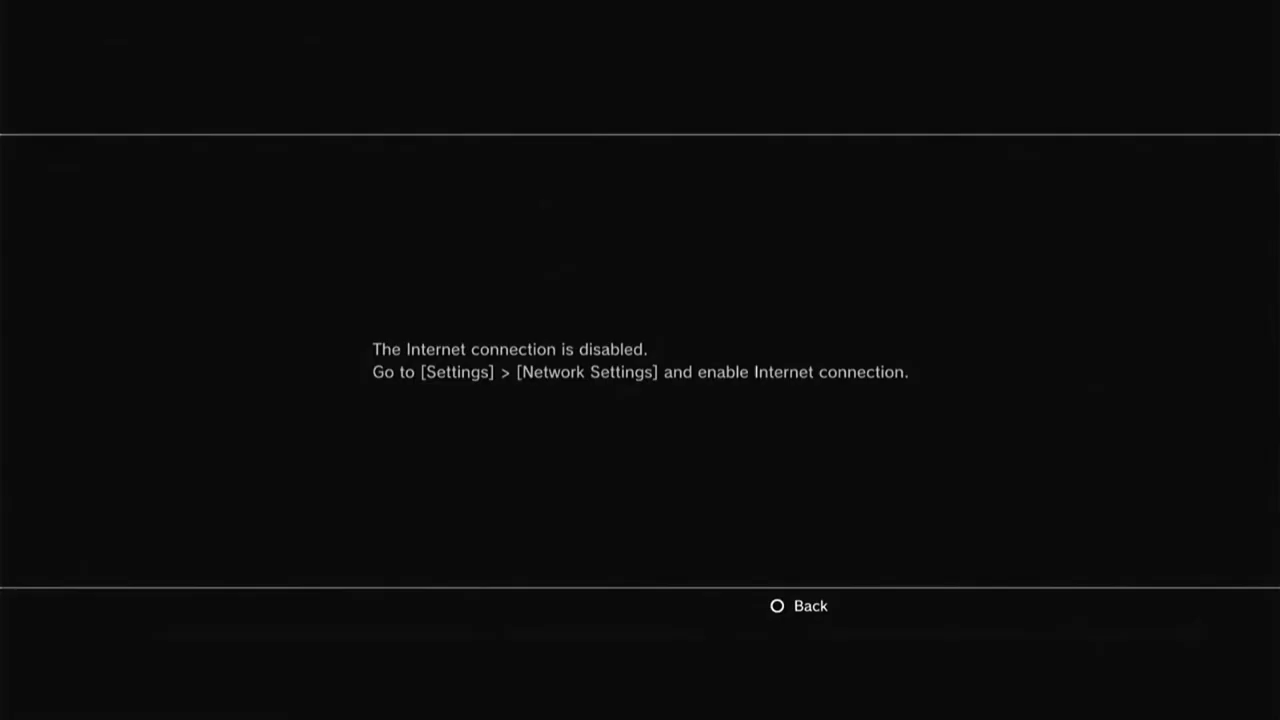 The Internet connection is disabled.
Go to [Settings] > [Network Settings] and enable Internet connection.
Back